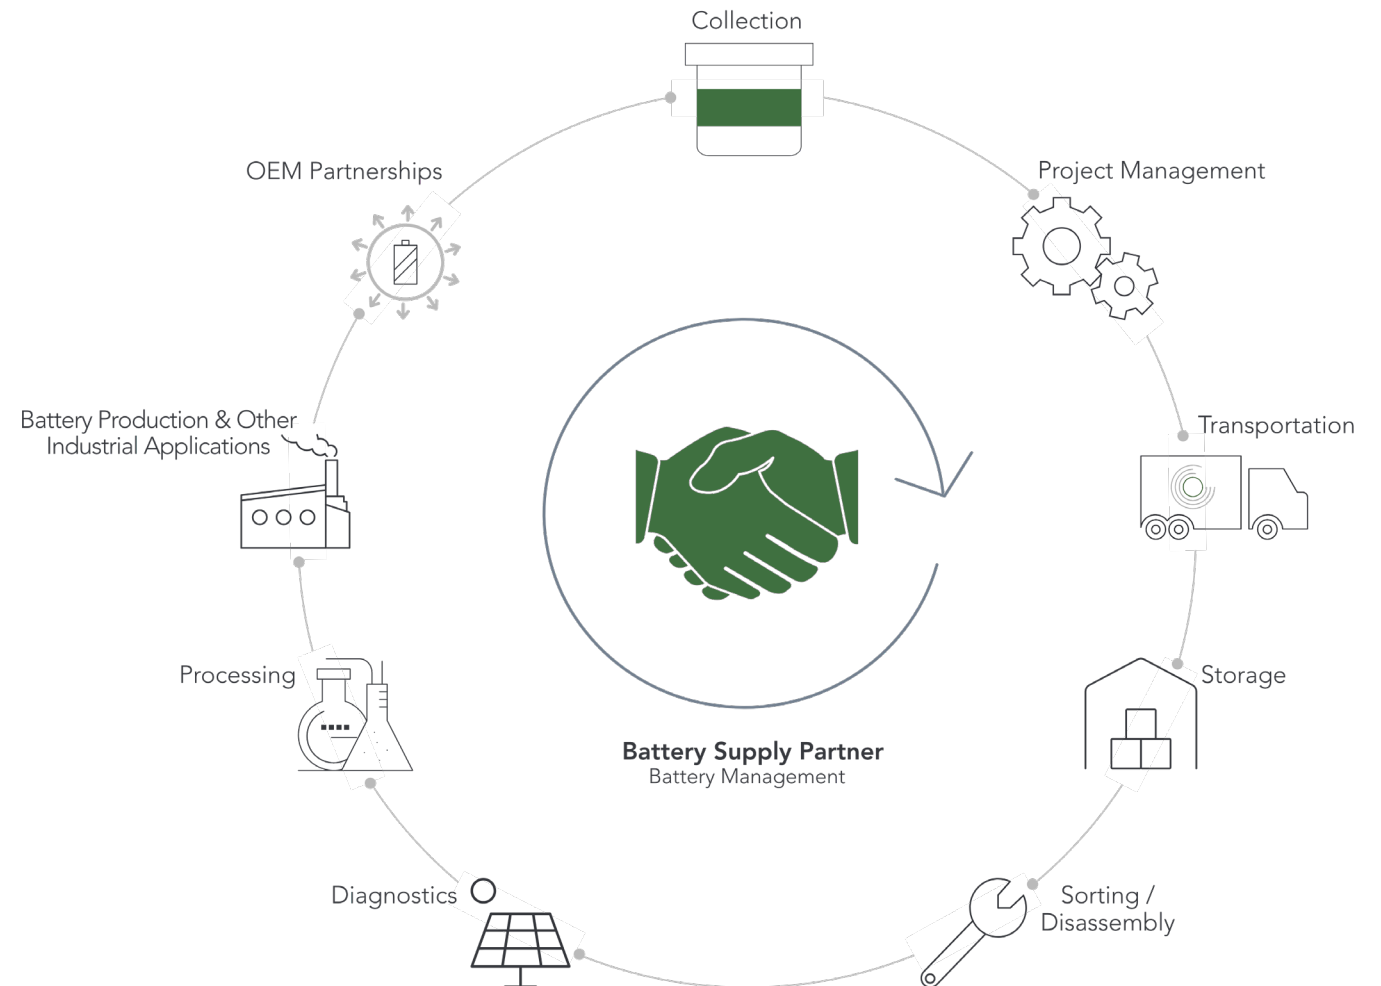 Collection
OEM Partnerships
Project Management
Battery Production & Other
Industrial Applications
Transportation
Processing
Storage
Battery Supply Partner
Battery Management
Diagnostics
Sorting /
Disassembly